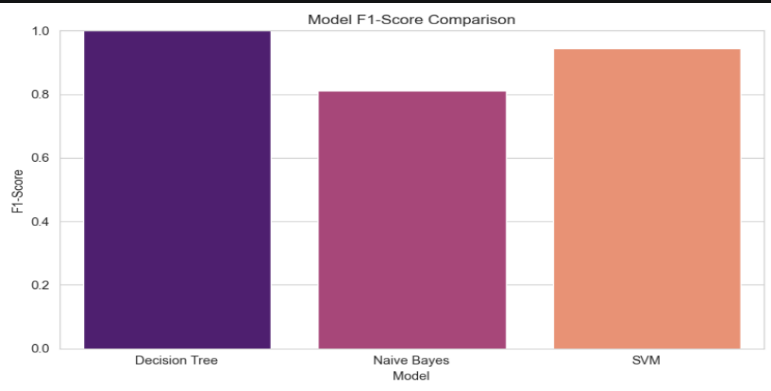 Model F1-Score Comparison
1.0
0.8
0.6
0.4
0.2
0.0
F1-Score
Decision Tree
Naive Bayes
SVM
Model